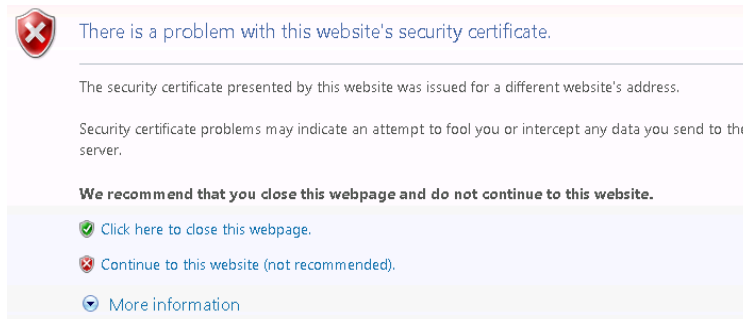 There is a problem with this website's security certificate.
The security certificate presented by this website was issued for a different website's address.
Security certificate problems may indicate an attempt to fool you or intercept any data you send to the
server.
We recommend that you close this webpage and do not continue to this website.
Click here to close this webpage.
Continue to this website (not recommended).
More information